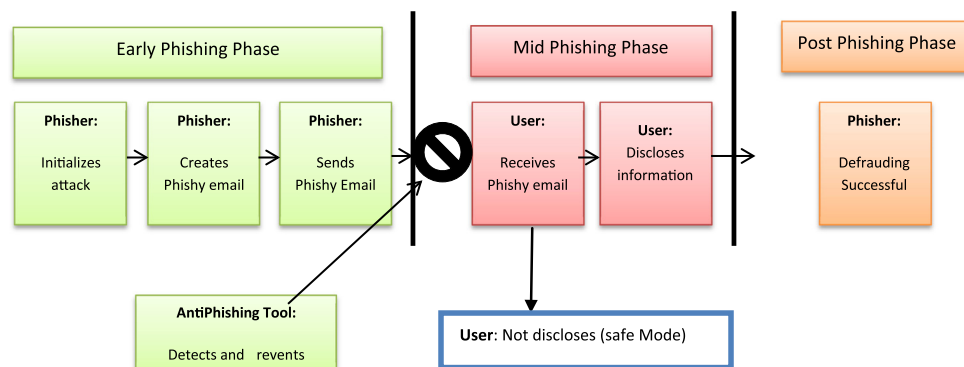 Early Phishing Phase
Mid Phishing Phase
Post Phishing Phase
Phisher:
Initializes
attack
Phisher:
Creates
Phishy email
Phisher:
Sends
Phishy Email
User:
Receives
Phishy email
User:
Discloses
information
Phisher:
Defrauding
Successful
AntiPhishing Tool:
Detects and revents
User: Not discloses (safe Mode)